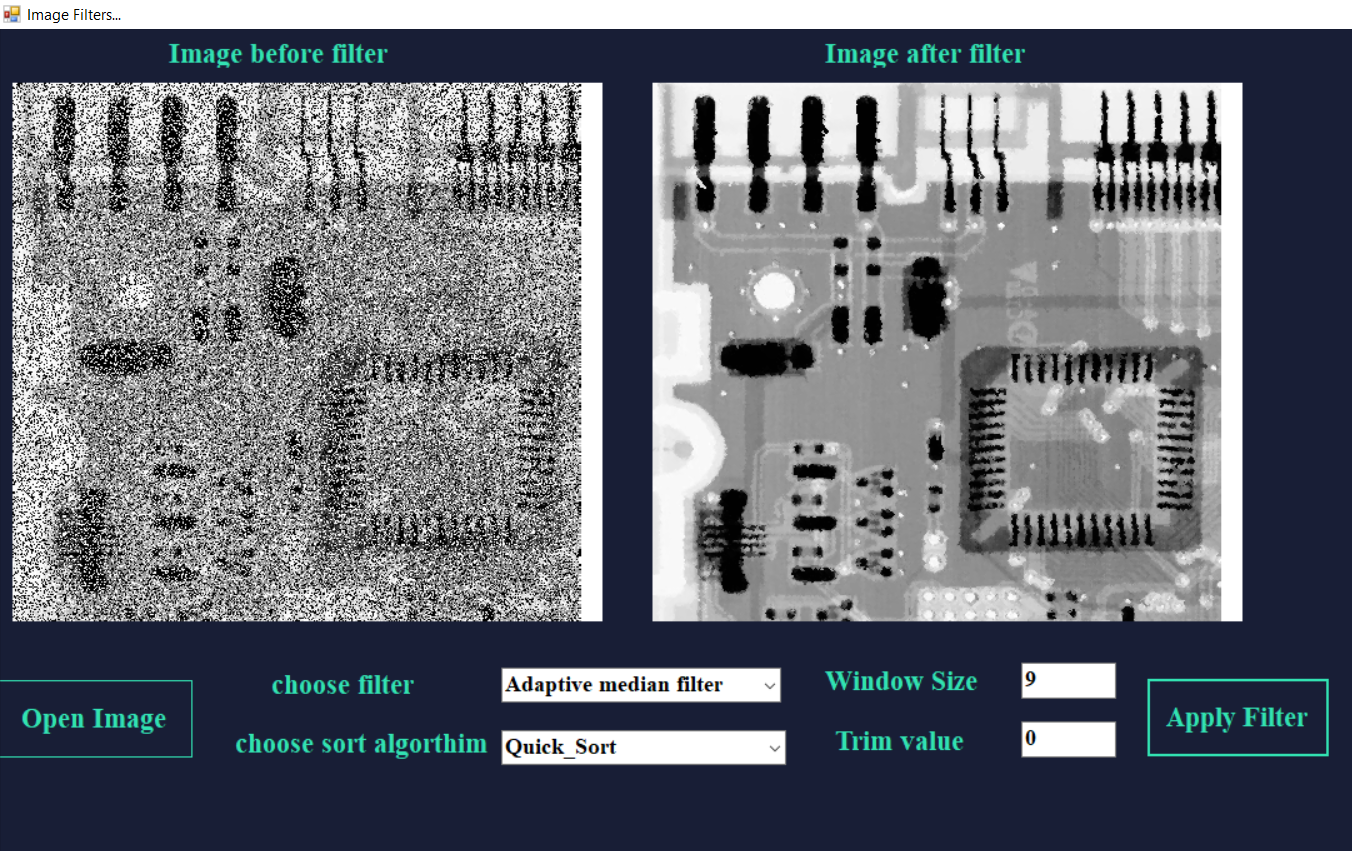 Image Filters...
Image before filter
Image after filter
choose filter
Adaptive median filter
Window Size
9
Open Image
Apply Filter
choose sort algorthim
Quick_Sort
Trim value
0